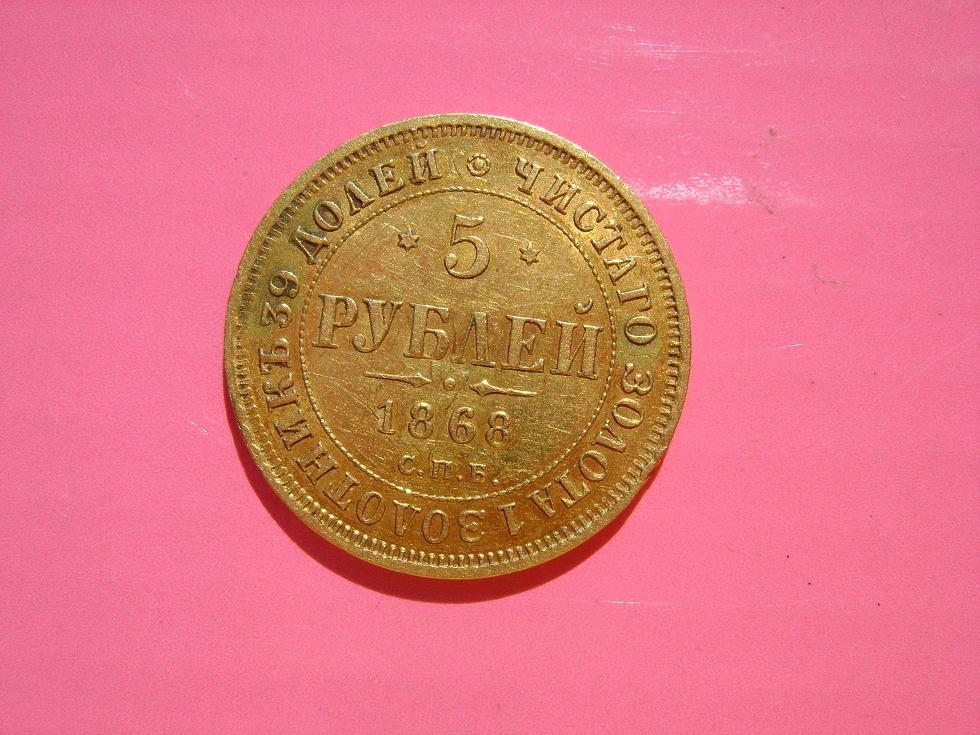 ЧИСТАГО ЗОЛОТА 1 ЗОЛОТНИКЪ 39 ДОЛЕЙ
5
РУБЛЕЙ
1868
С.П.Б.